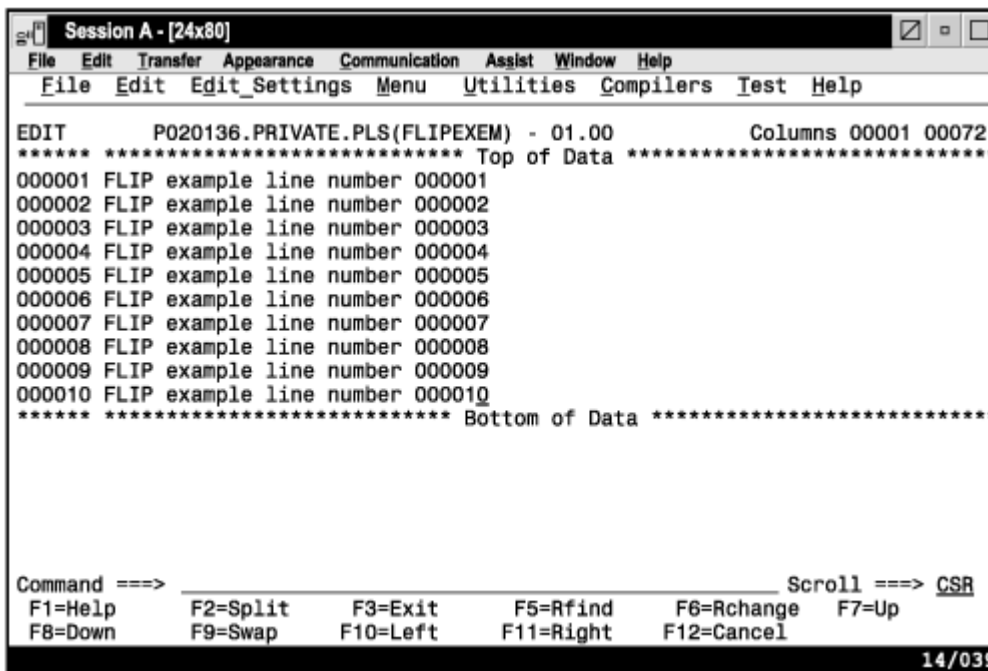 Session A - [24x80]
File Edit Transfer Appearance Communication Assist Window Help
File Edit Edit_Settings Menu Utilities Compilers Test Help
EDIT P020136.PRIVATE.PLS(FLIPEXEM) - 01.00 Columns 00001 00072
****** ***************************** Top of Data ******************************
000001 FLIP example line number 000001
000002 FLIP example line number 000002
000003 FLIP example line number 000003
000004 FLIP example line number 000004
000005 FLIP example line number 000005
000006 FLIP example line number 000006
000007 FLIP example line number 000007
000008 FLIP example line number 000008
000009 FLIP example line number 000009
000010 FLIP example line number 000010
****** **************************** Bottom of Data ****************************
Command ===> Scroll ===> CSR
F1=Help F2=Split F3=Exit F5=Rfind F6=Rchange F7=Up
F8=Down F9=Swap F10=Left F11=Right F12=Cancel
14/039